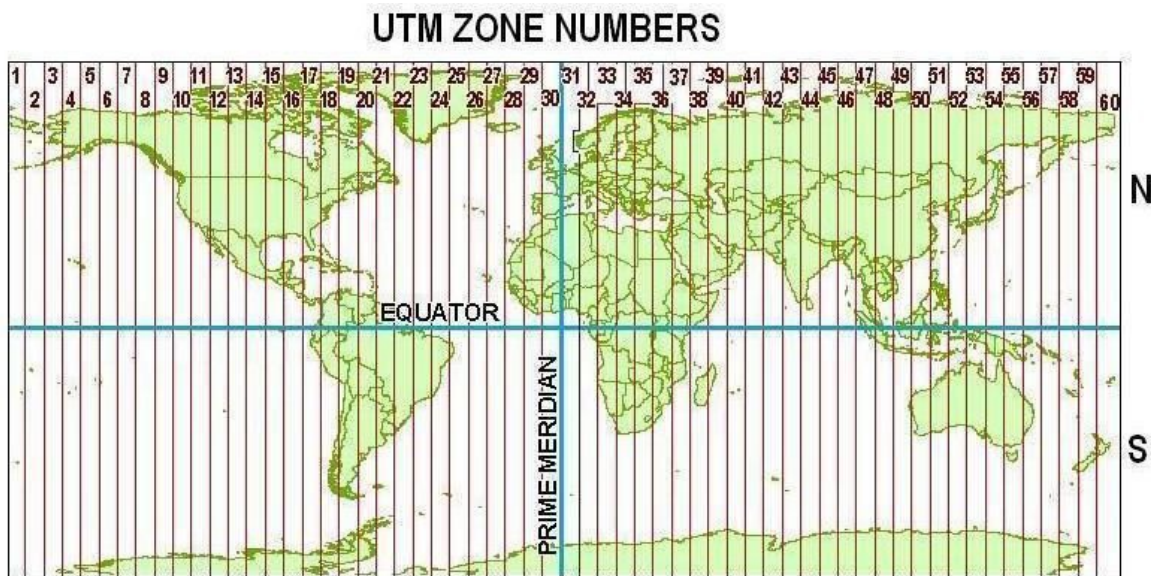 UTM ZONE NUMBERS
1 3 5 7 9 11 13 15 17 19 21 23 25 27 29 31 33 35 37 39 41 43 45 47 49 51 53 55 57 59
2 4 6 8 10 12 14 16 18 20 22 24 26 28 30 32 34 36 38 40 42 44 46 48 50 52 54 56 58 60
N
EQUATOR
PRIME MERIDIAN
S